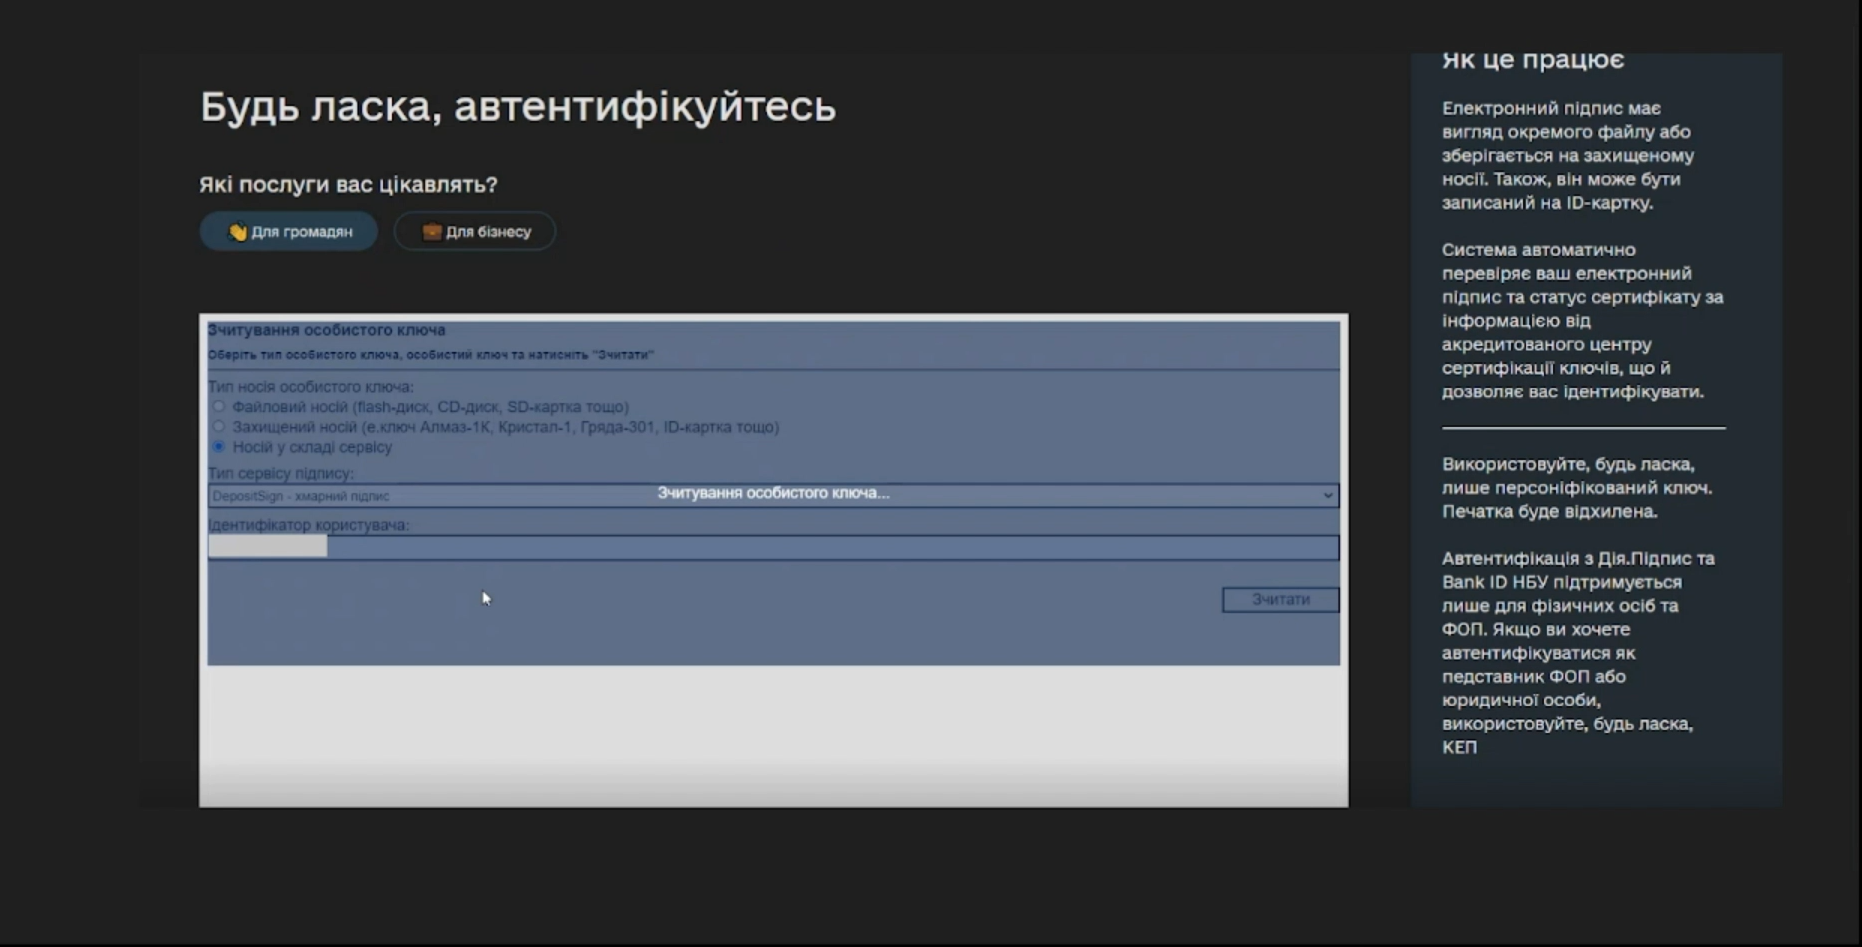 Будь ласка, автентифікуйтесь
Які послуги вас цікавлять?
Для громадян
Для бізнесу
Зчитування особистого ключа
Оберіть тип особистого ключа, особистий ключ та натисніть "Зчитати"
Тип носія особистого ключа:
Файловий носій (flash-диск, CD-диск, SD-картка тощо)
Захищений носій (е.ключ Алмаз-1К, Кристал-1, Гряда-301, ID-картка тощо)
Носій у складі сервісу
Тип сервісу підпису:
DepositSign - хмарний підпис
Зчитування особистого ключа...
Ідентифікатор користувача:
Зчитати
Як це працює
Електронний підпис має
вигляд окремого файлу або
зберігається на захищеному
носії. Також, він може бути
записаний на ID-картку.
Система автоматично
перевіряє ваш електронний
підпис та статус сертифікату за
інформацією від
акредитованого центру
сертифікації ключів, що й
дозволяє вас ідентифікувати.
Використовуйте, будь ласка,
лише персоніфікований ключ.
Печатка буде відхилена.
Автентифікація з Дія.Підпис та
Bank ID НБУ підтримується
лише для фізичних осіб та
ФОП. Якщо ви хочете
автентифікуватися як
педставник ФОП або
юридичної особи,
використовуйте, будь ласка,
КЕП